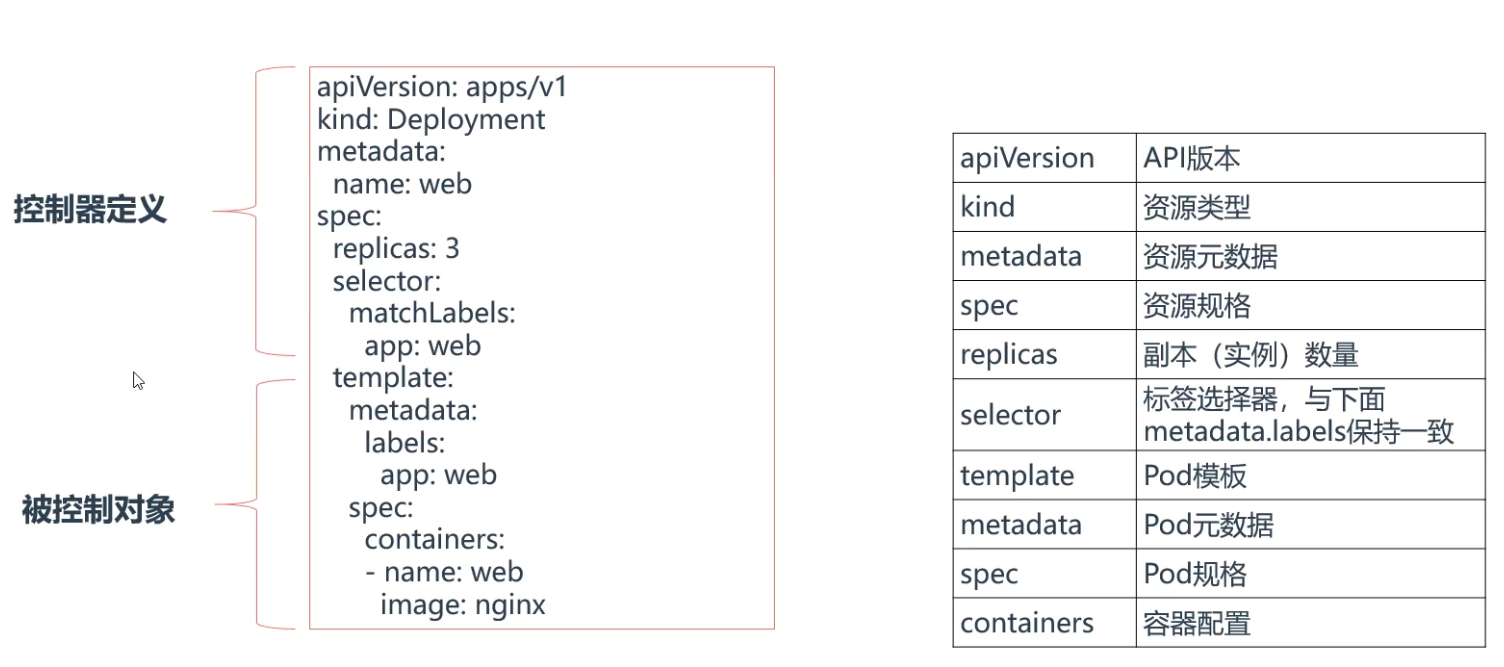 控制器定义
被控制对象
apiVersion: apps/v1
kind: Deployment
metadata:
  name: web
spec:
  replicas: 3
  selector:
    matchLabels:
      app: web
  template:
    metadata:
      labels:
        app: web
    spec:
      containers:
      - name: web
        image: nginx
apiVersion API版本
kind 资源类型
metadata 资源元数据
spec 资源规格
replicas 副本（实例）数量
selector 标签选择器，与下面
metadata.labels保持一致
template Pod模板
metadata Pod元数据
spec Pod规格
containers 容器配置